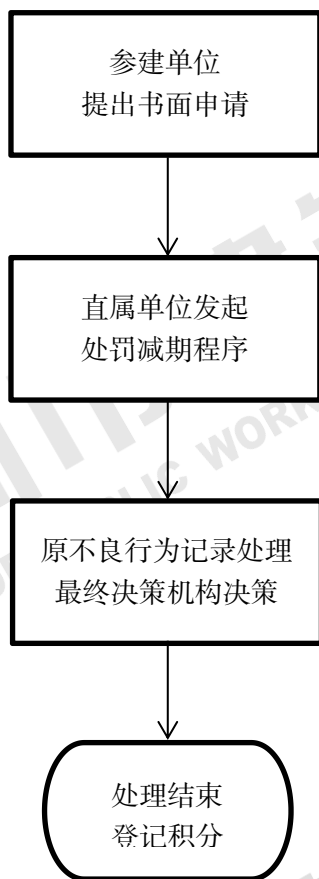 参建单位
提出书面申请
直属单位发起
处罚减期程序
原不良行为记录处理
最终决策机构决策
处理结束
登记积分